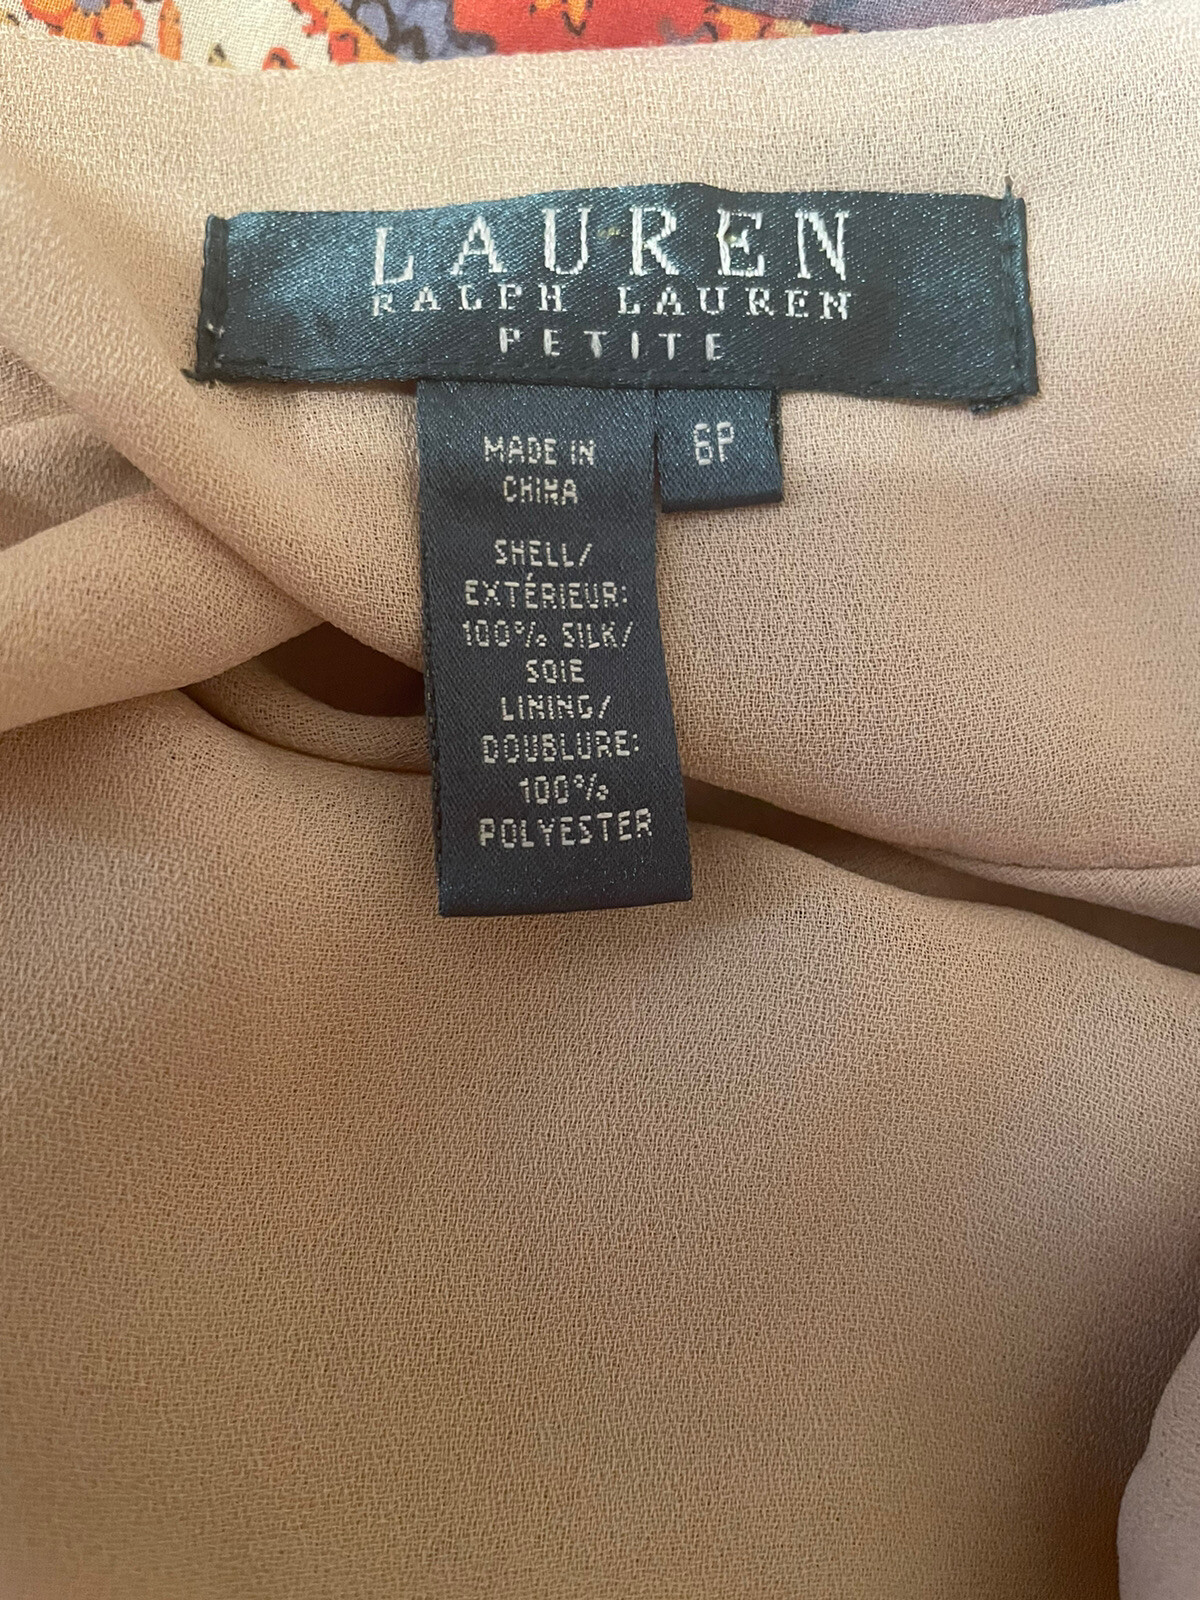 LAUREN
RALPH LAUREN
PETITE
6P
MADE IN
CHINA
SHELL/
EXTÉRIEUR:
100% SILK/
SOIE
LINING/
DOUBLURE:
100%
POLYESTER